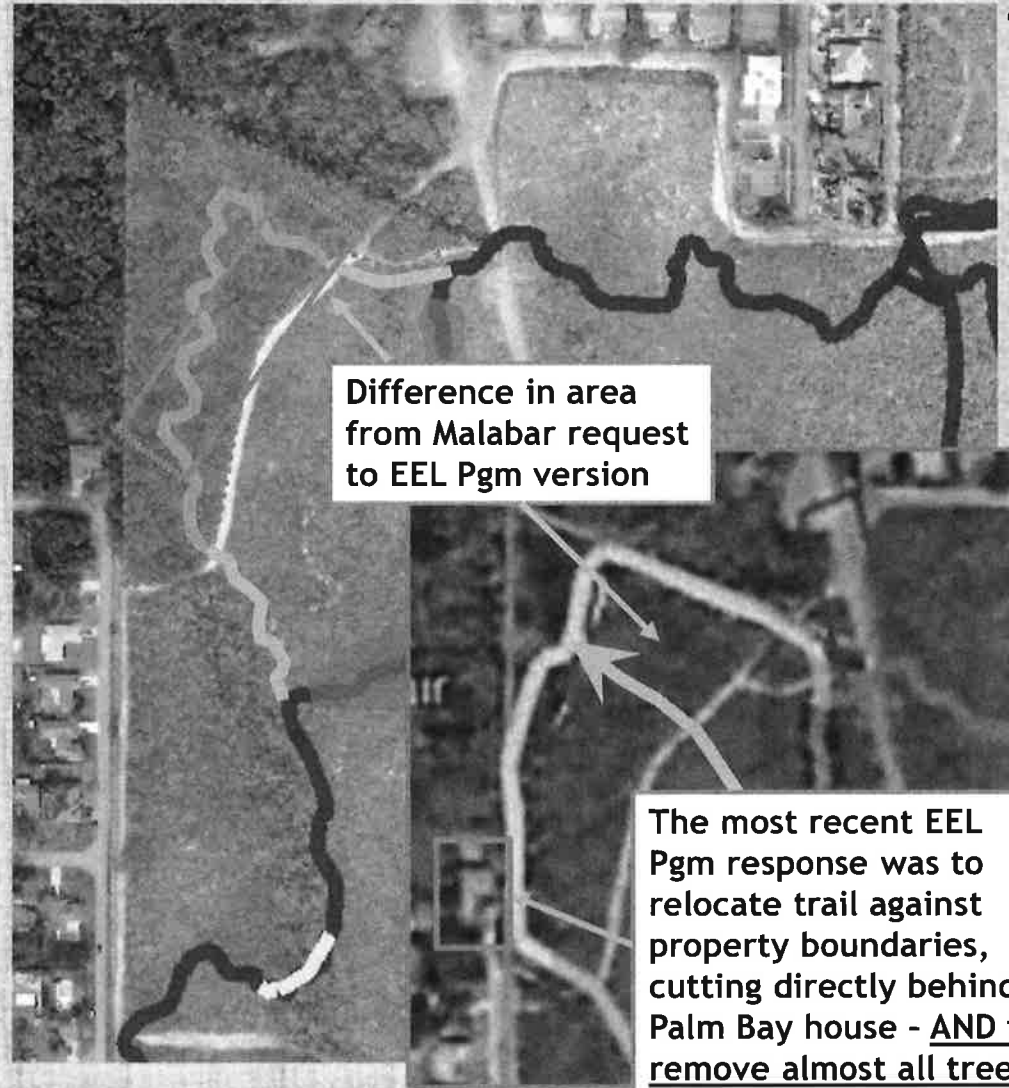 Difference in area
from Malabar request
to EEL Pgm version
The most recent EEL
Pgm response was to
relocate trail against
property boundaries,
cutting directly behind
Palm Bay house - AND
remove almost all tree